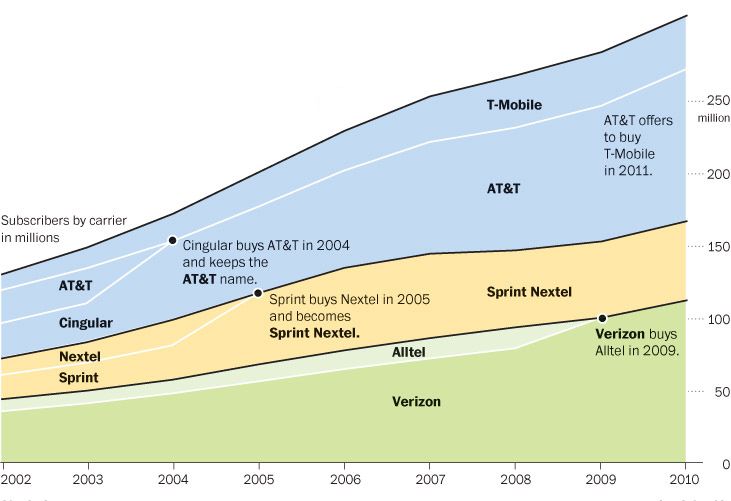 T-Mobile
250
million
AT&T offers
to buy
T-Mobile
in 2011.
200
AT&T
Subscribers by carrier
in millions
150
Cingular buys AT&T in 2004
and keeps the
AT&T name.
AT&T
Sprint buys Nextel in 2005
and becomes
Sprint Nextel.
Sprint Nextel
Cingular
100
Verizon buys
Alltel in 2009.
Nextel
Alltel
Sprint
50
Verizon
0
2002 2003 2004 2005 2006 2007 2008 2009 2010